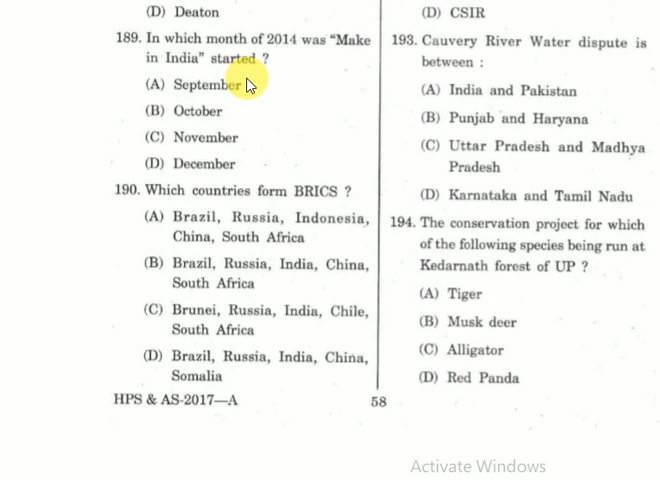 (D) Deaton
189. In which month of 2014 was “Make
in India” started ?
(A) September
(B) October
(C) November
(D) December
190. Which countries form BRICS ?
(A) Brazil, Russia, Indonesia,
China, South Africa
(B) Brazil, Russia, India, China,
South Africa
(C) Brunei, Russia, India, Chile,
South Africa
(D) Brazil, Russia, India, China,
Somalia
HPS & AS-2017—A
58
(D) CSIR
193. Cauvery River Water dispute is
between :
(A) India and Pakistan
(B) Punjab and Haryana
(C) Uttar Pradesh and Madhya
Pradesh
(D) Karnataka and Tamil Nadu
194. The conservation project for which
of the following species being run at
Kedarnath forest of UP ?
(A) Tiger
(B) Musk deer
(C) Alligator
(D) Red Panda
Activate Windows